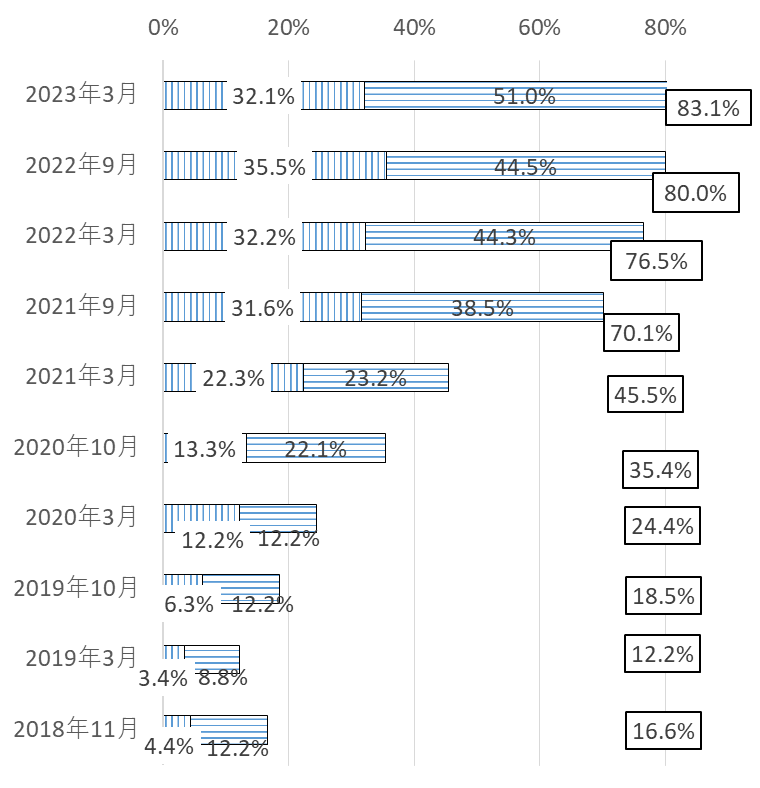 0% 20% 40% 60% 80%
2023年3月 32.1% 51.0% 83.1%
2022年9月 35.5% 44.5% 80.0%
2022年3月 32.2% 44.3% 76.5%
2021年9月 31.6% 38.5% 70.1%
2021年3月 22.3% 23.2% 45.5%
2020年10月 13.3% 22.1% 35.4%
2020年3月 12.2% 12.2% 24.4%
2019年10月 6.3% 12.2% 18.5%
2019年3月 3.4% 8.8% 12.2%
2018年11月 4.4% 12.2% 16.6%